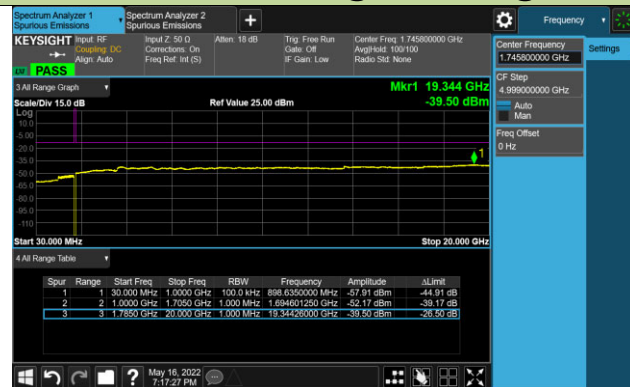 Spectrum Analyzer 1
Spurious Emissions
Spectrum Analyzer 2
Spurious Emissions
+
Frequency
KEYSIGHT
Input: RF
Coupling: DC
Align: Auto
Input Z: 50 Ω
Corrections: On
Freq Ref: Int (S)
Atten: 18 dB
Trig: Free Run
Gate: Off
IF Gain: Low
Center Freq: 1.745800000 GHz
Avg|Hold: 100/100
Radio Std: None
PASS
Center Frequency
1.745800000 GHz
Settings
CF Step
4.999000000 GHz
Auto
Man
Freq Offset
0 Hz
3 All Range Graph
Mkr1 19.344 GHz
Scale/Div 15.0 dB
Ref Value 25.00 dBm
-39.50 dBm
Log
10.0
-5.00
-20.0
-35.0
-50.0
-65.0
-80.0
-95.0
-110
1
Start 30.000 MHz
Stop 20.000 GHz
4 All Range Table
Spur Range Start Freq Stop Freq RBW Frequency Amplitude ΔLimit
1 1 30.000 MHz 1.0000 GHz 100.0 kHz 898.6350000 MHz -57.91 dBm -44.91 dB
2 2 1.0000 GHz 1.7050 GHz 1.000 MHz 1.694601250 GHz -52.17 dBm -39.17 dB
3 3 1.7850 GHz 20.000 GHz 1.000 MHz 19.34426000 GHz -39.50 dBm -26.50 dB
?
May 16, 2022
7:17:27 PM